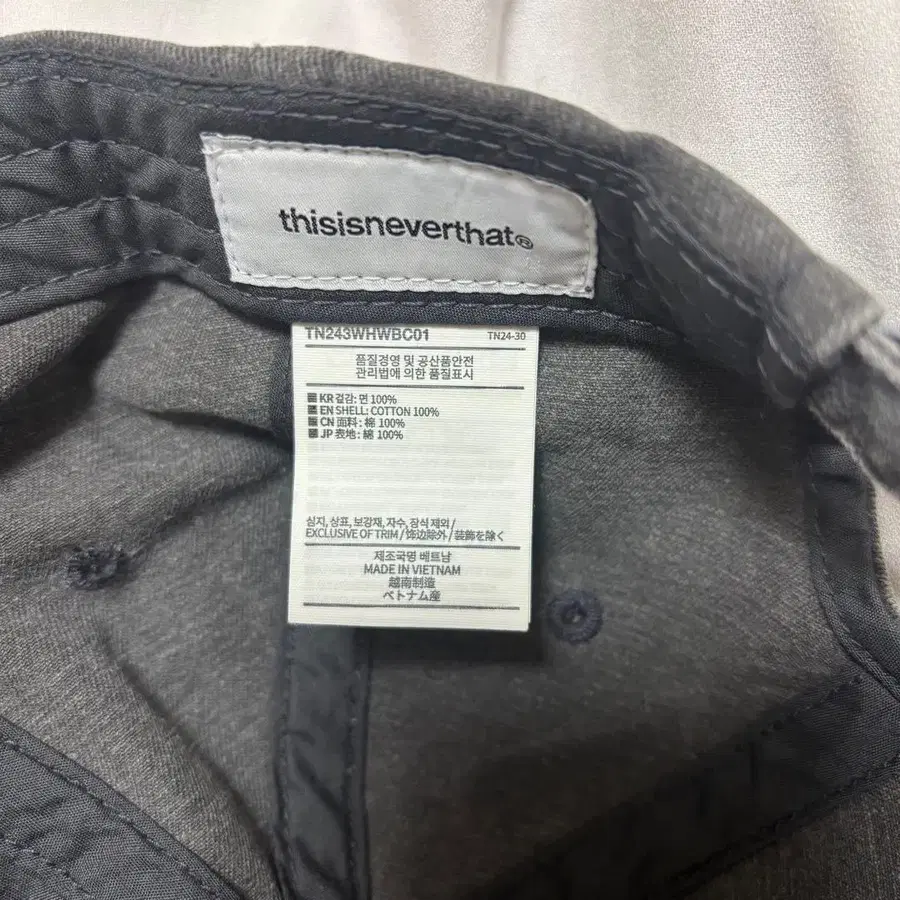 thisisneverthat®
TN243WHWBC01 TN24-30
품질경영 및 공산품안전
관리법에 의한 품질표시
KR 겉감: 면 100%
EN SHELL: COTTON 100%
CN 面料: 棉 100%
JP 表地: 綿 100%
심지, 상표, 보강재, 자수, 장식 제외 /
EXCLUSIVE OF TRIM / 饰边除外 / 装飾を除く
제조국명 베트남
MADE IN VIETNAM
越南制造
ベトナム産